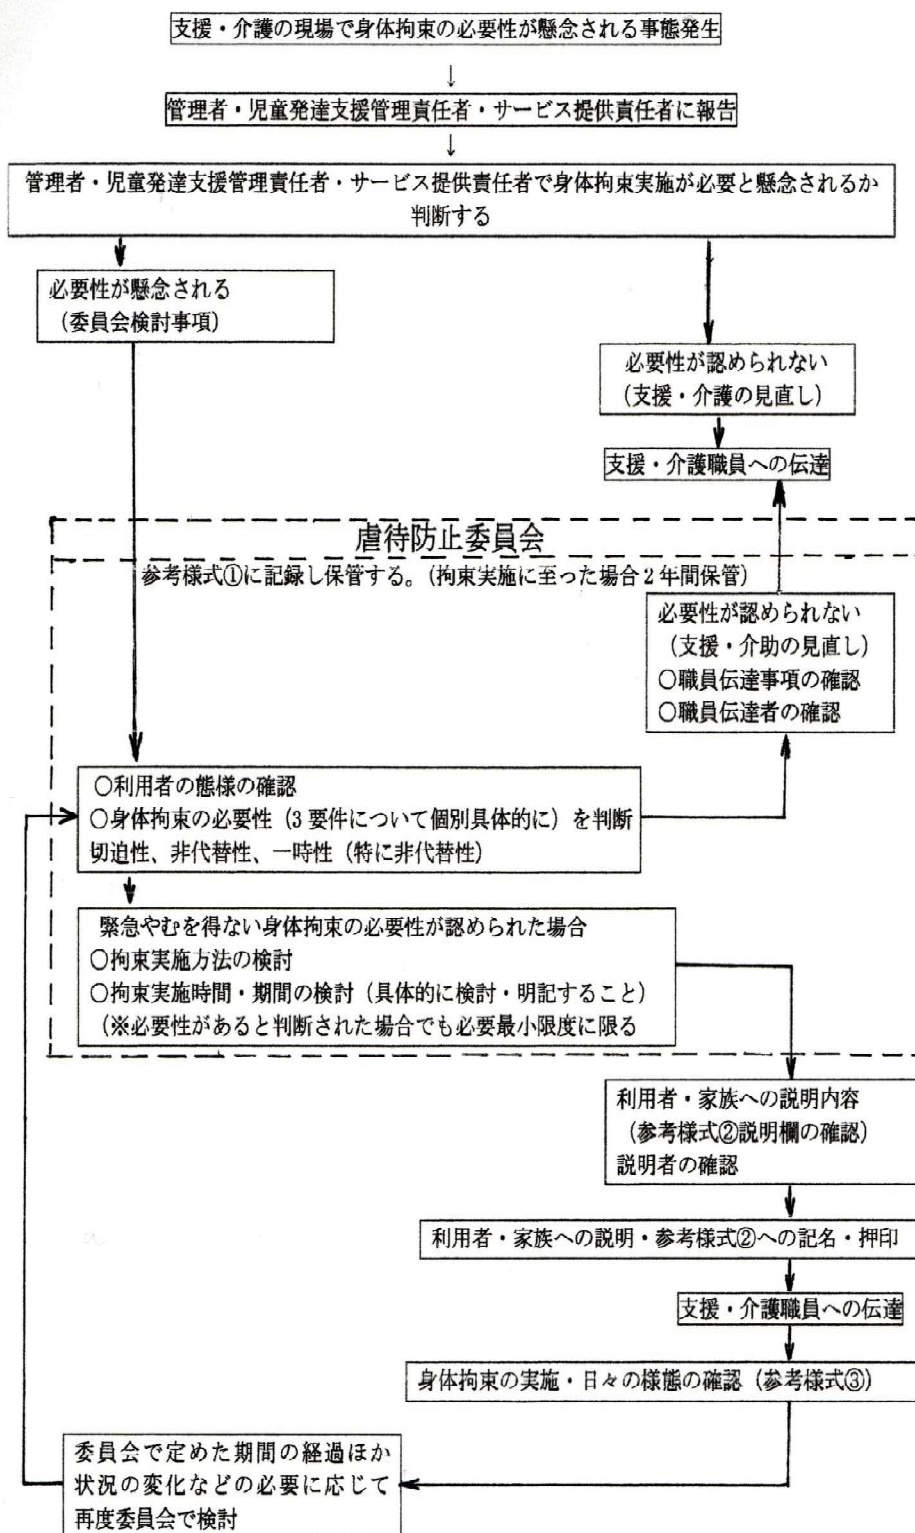 支援・介護の現場で身体拘束の必要性が懸念される事態発生
管理者・児童発達支援管理責任者・サービス提供責任者に報告
管理者・児童発達支援管理責任者・サービス提供責任者で身体拘束実施が必要と懸念されるか
判断する
必要性が懸念される
（委員会検討事項）
必要性が認められない
（支援・介護の見直し）
支援・介護職員への伝達
虐待防止委員会
参考様式①に記録し保管する。（拘束実施に至った場合２年間保管）
必要性が認められない
（支援・介助の見直し）
○職員伝達事項の確認
○職員伝達者の確認
○利用者の態様の確認
○身体拘束の必要性（３要件について個別具体的に）を判断
切迫性、非代替性、一時性（特に非代替性）
緊急やむを得ない身体拘束の必要性が認められた場合
○拘束実施方法の検討
○拘束実施時間・期間の検討（具体的に検討・明記すること）
（※必要性があると判断された場合でも必要最小限度に限る
利用者・家族への説明内容
（参考様式②説明欄の確認）
説明者の確認
利用者・家族への説明・参考様式②への記名・押印
支援・介護職員への伝達
身体拘束の実施・日々の様態の確認（参考様式③）
委員会で定めた期間の経過ほか
状況の変化などの必要に応じて
再度委員会で検討